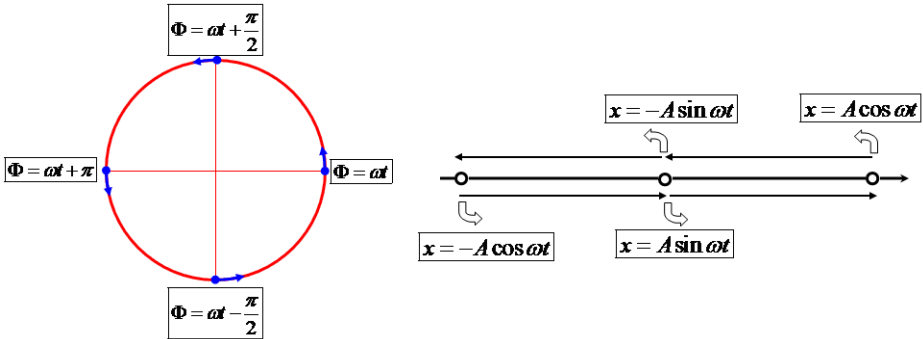 Φ = ωt + π/2
x = −A sin ωt
x = A cos ωt
Φ = ωt + π
Φ = ωt
x = −A cos ωt
x = A sin ωt
Φ = ωt − π/2